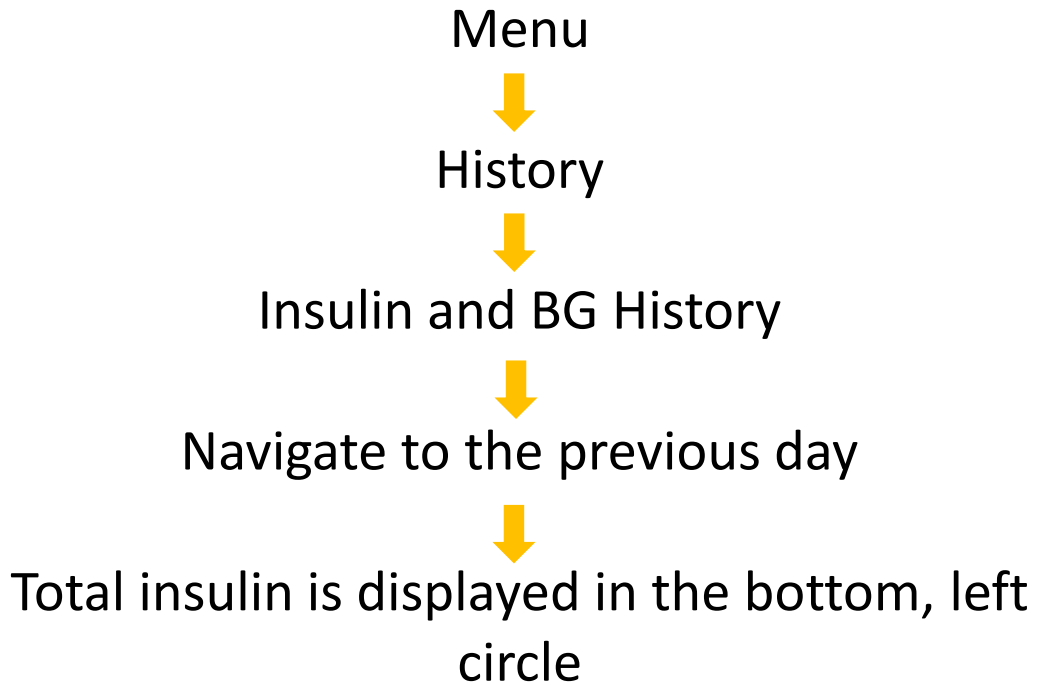 Menu
History
Insulin and BG History
Navigate to the previous day
Total insulin is displayed in the bottom, left
circle